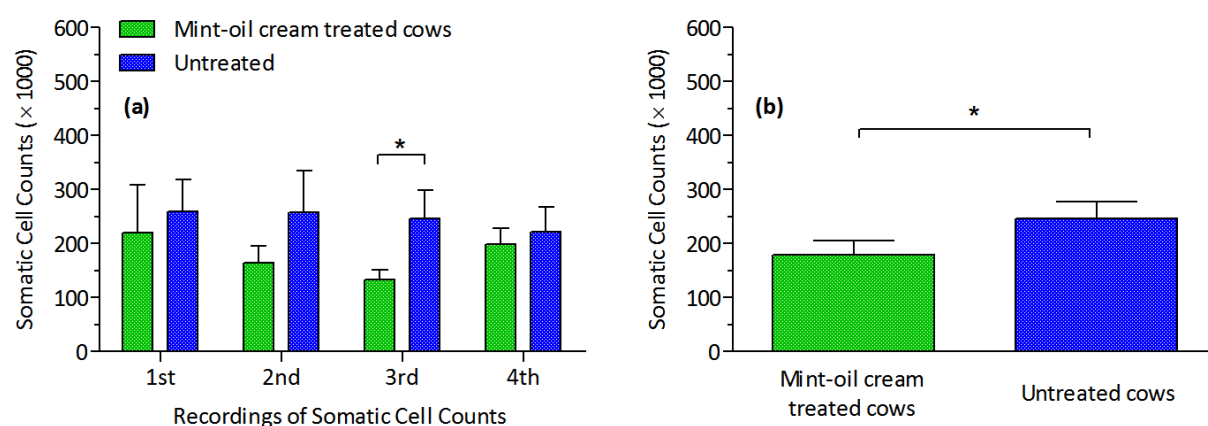 Mint-oil cream treated cows
Untreated
(a)
*
600
500
400
300
200
100
0
Somatic Cell Counts (× 1000)
1st 2nd 3rd 4th
Recordings of Somatic Cell Counts
(b)
*
600
500
400
300
200
100
0
Somatic Cell Counts (× 1000)
Mint-oil cream
treated cows
Untreated cows